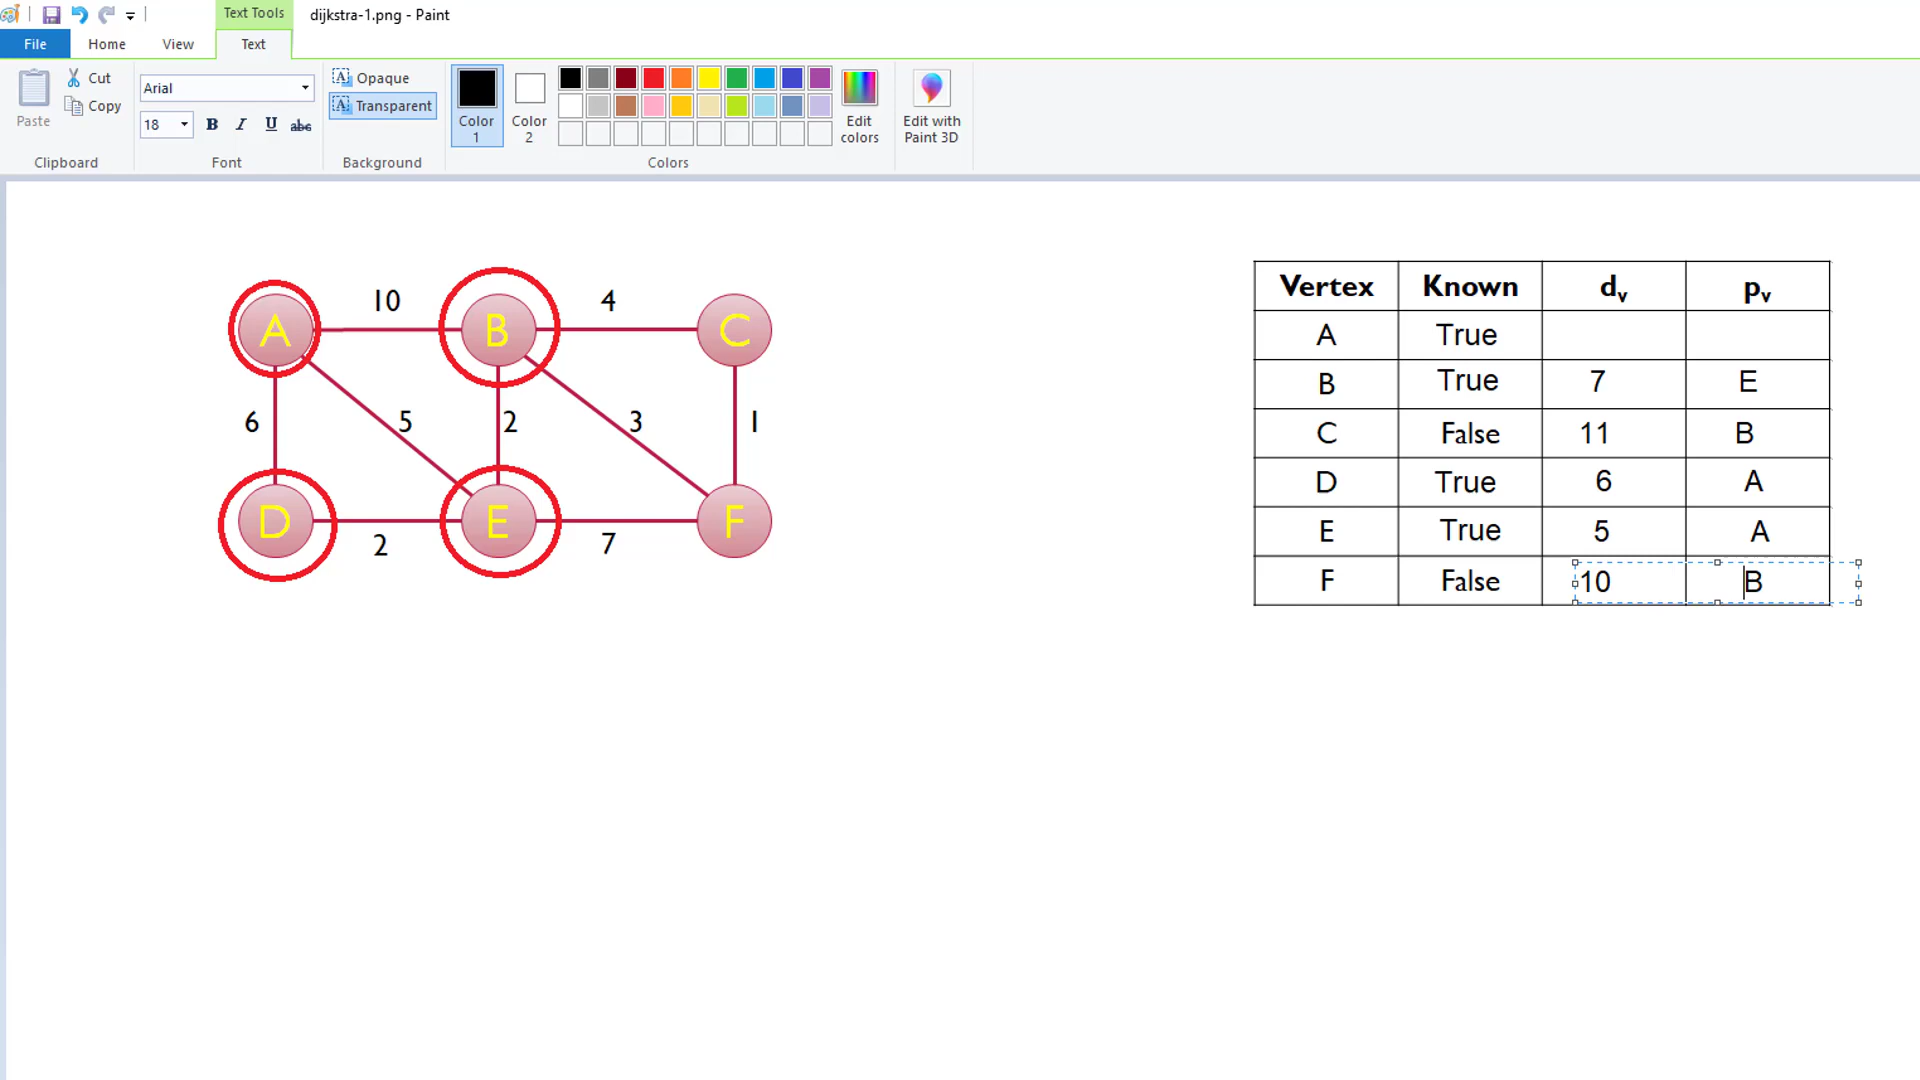 Text Tools
dijkstra-1.png - Paint
File
Home
View
Text
Paste
Cut
Copy
Clipboard
Arial
18
B I U abc
Font
Opaque
Transparent
Background
Color 1
Color 2
Edit colors
Colors
Edit with Paint 3D
10
4
A
B
C
6
5
2
3
1
D
E
F
2
7
Vertex Known dv pv
A True
B True 7 E
C False 11 B
D True 6 A
E True 5 A
F False 10 B